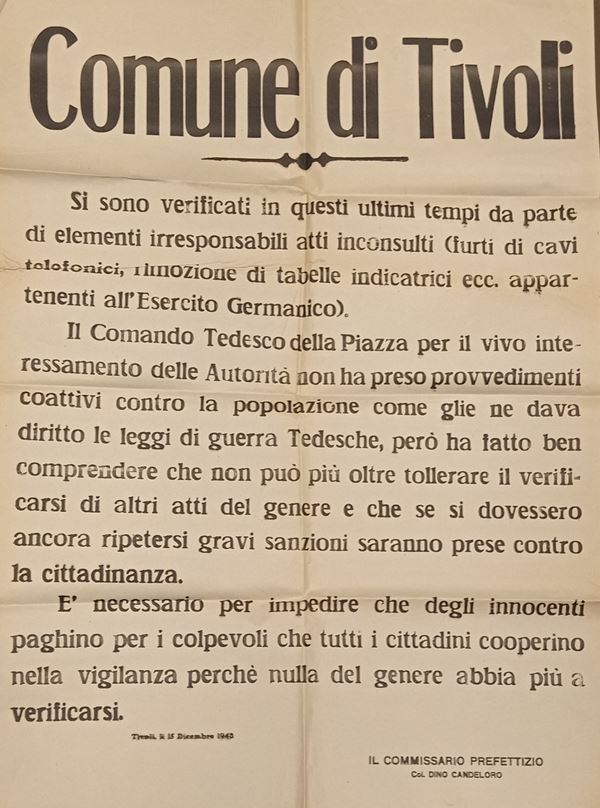 Comune di Tivoli
Si sono verificati in questi ultimi tempi da parte
di elementi irresponsabili atti inconsulti (furti di cavi
telefonici, rimozione di tabelle indicatrici ecc. appar-
tenenti all'Esercito Germanico).
Il Comando Tedesco della Piazza per il vivo inte-
ressamento delle Autorità non ha preso provvedimenti
coattivi contro la popolazione come glie ne dava
diritto le leggi di guerra Tedesche, però ha fatto ben
comprendere che non può più oltre tollerare il verifi-
carsi di altri atti del genere e che se si dovessero
ancora ripetersi gravi sanzioni saranno prese contro
la cittadinanza.
E' necessario per impedire che degli innocenti
paghino per i colpevoli che tutti i cittadini cooperino
nella vigilanza perchè nulla del genere abbia più a
verificarsi.
Tivoli, li 15 Dicembre 1943
IL COMMISSARIO PREFETTIZIO
Col. DINO CANDELORO